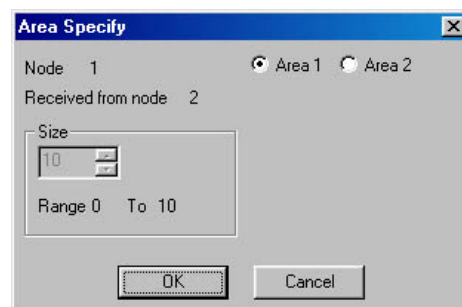 Area Specify
Node 1
Area 1 Area 2
Received from node 2
Size
10
Range 0 To 10
OK Cancel